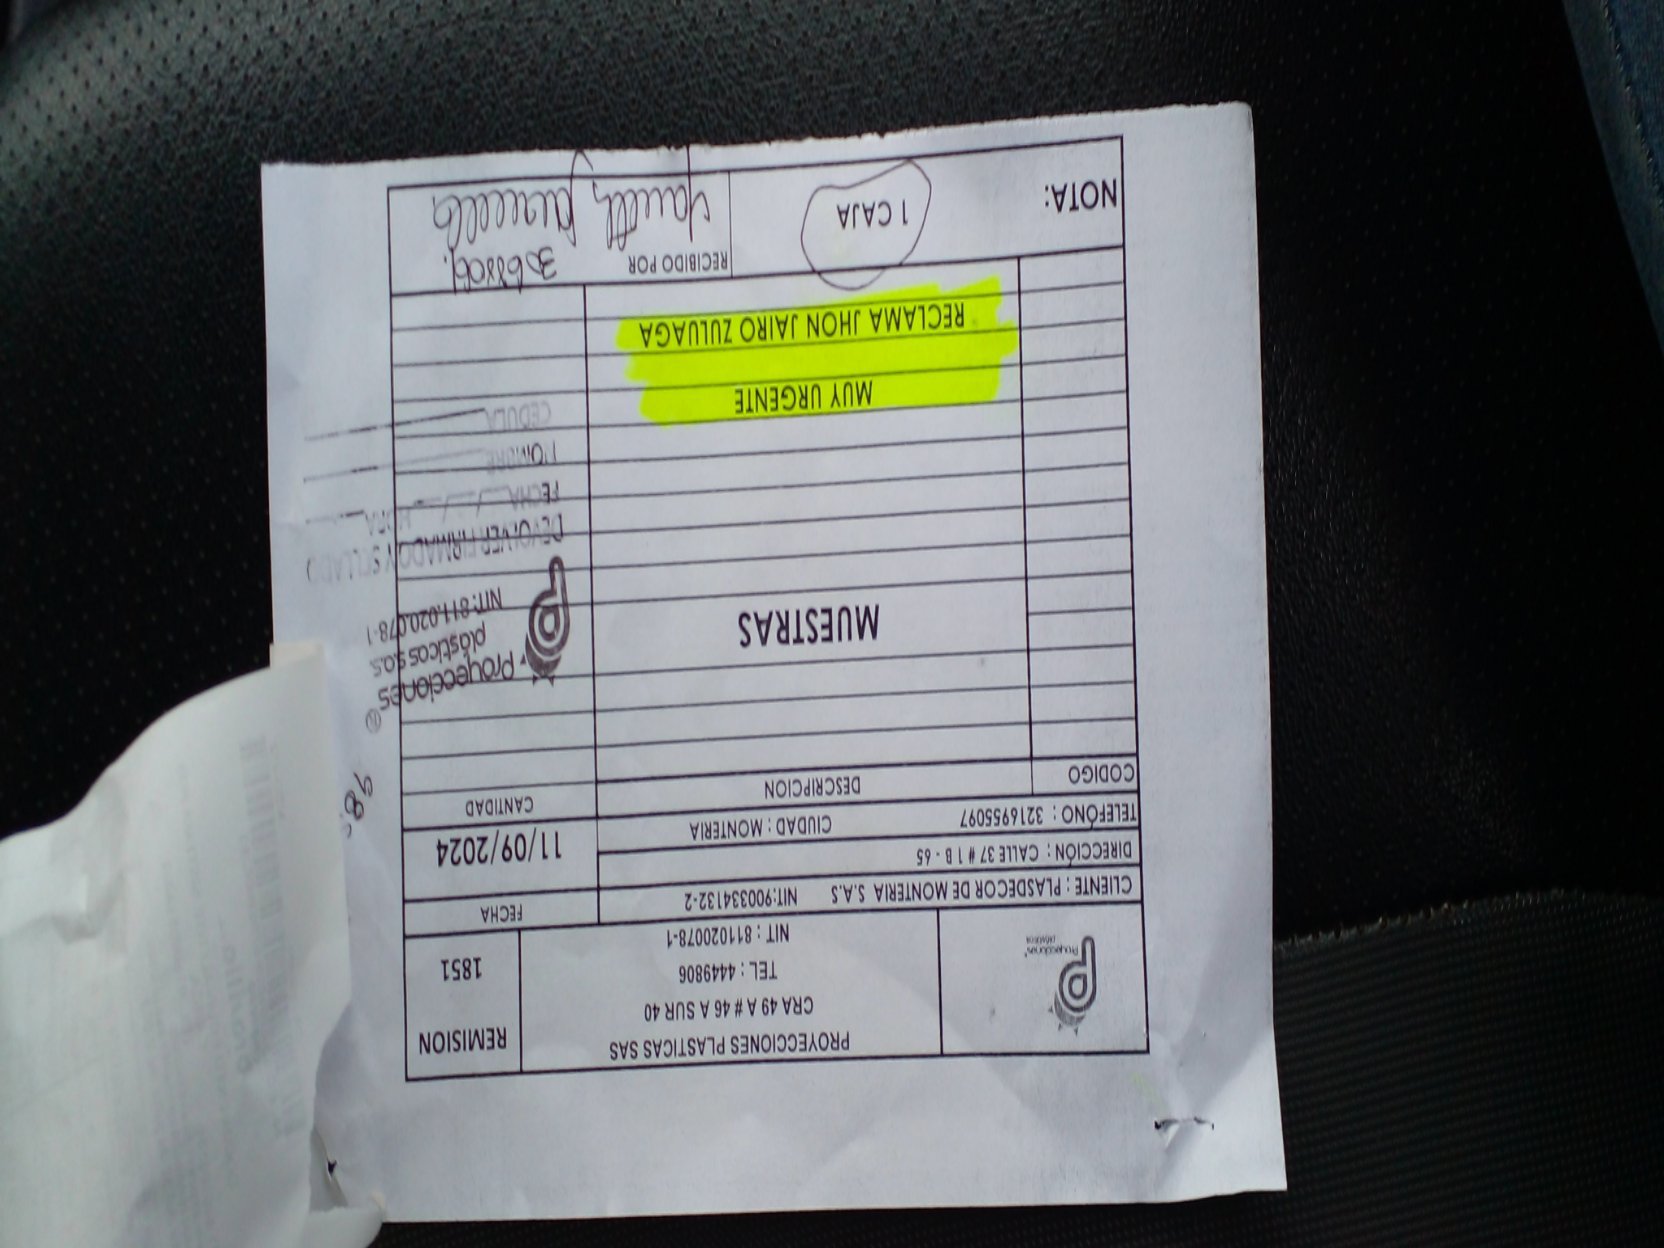 Proyecciones
plásticas
PROYECCIONES PLASTICAS SAS
CRA 49 A # 46 A SUR 40
TEL : 4449806
NIT : 811020078-1
REMISION
1851
CLIENTE : PLASDECOR DE MONTERIA S.A.S NIT:900334132-2
FECHA
DIRECCIÓN : CALLE 37 # 1 B - 65
11/09/2024
TELEFÓNO : 3216955097 CIUDAD : MONTERIA
CODIGO DESCRIPCION CANTIDAD
Proyecciones
plásticas s.a.s.
NIT: 811.020.078-1
MUESTRAS
DEVOLVER FIRMADO Y SELLADO
FECHA / / HORA
NOMBRE
CEDULA
MUY URGENTE
RECLAMA JHON JAIRO ZULUAGA
NOTA:
1 CAJA
RECIBIDO POR